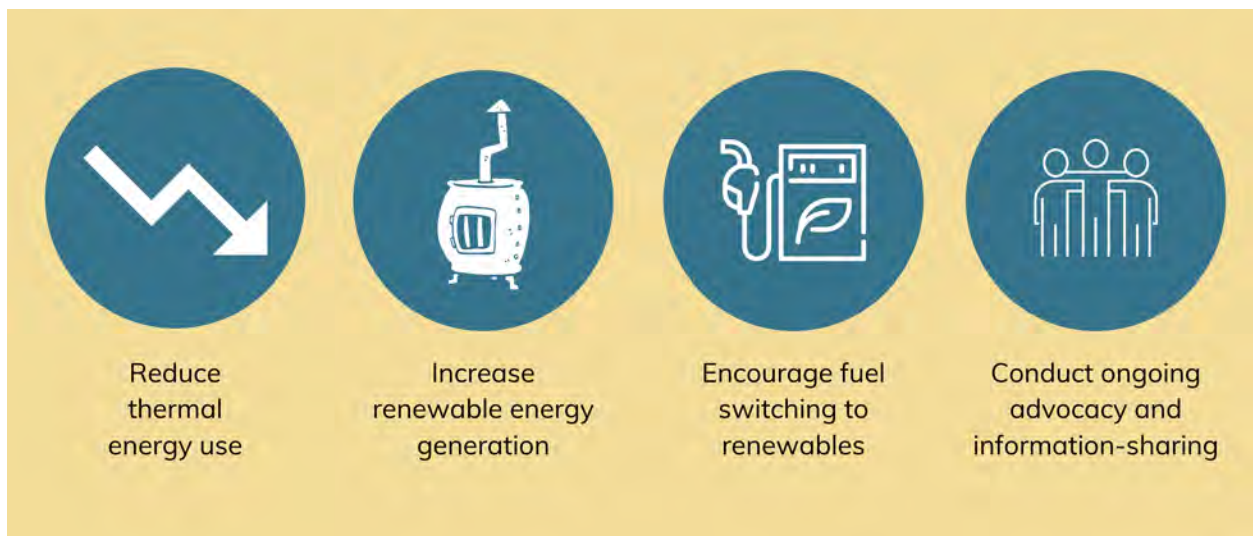 Reduce
thermal
energy use
Increase
renewable energy
generation
Encourage fuel
switching to
renewables
Conduct ongoing
advocacy and
information-sharing